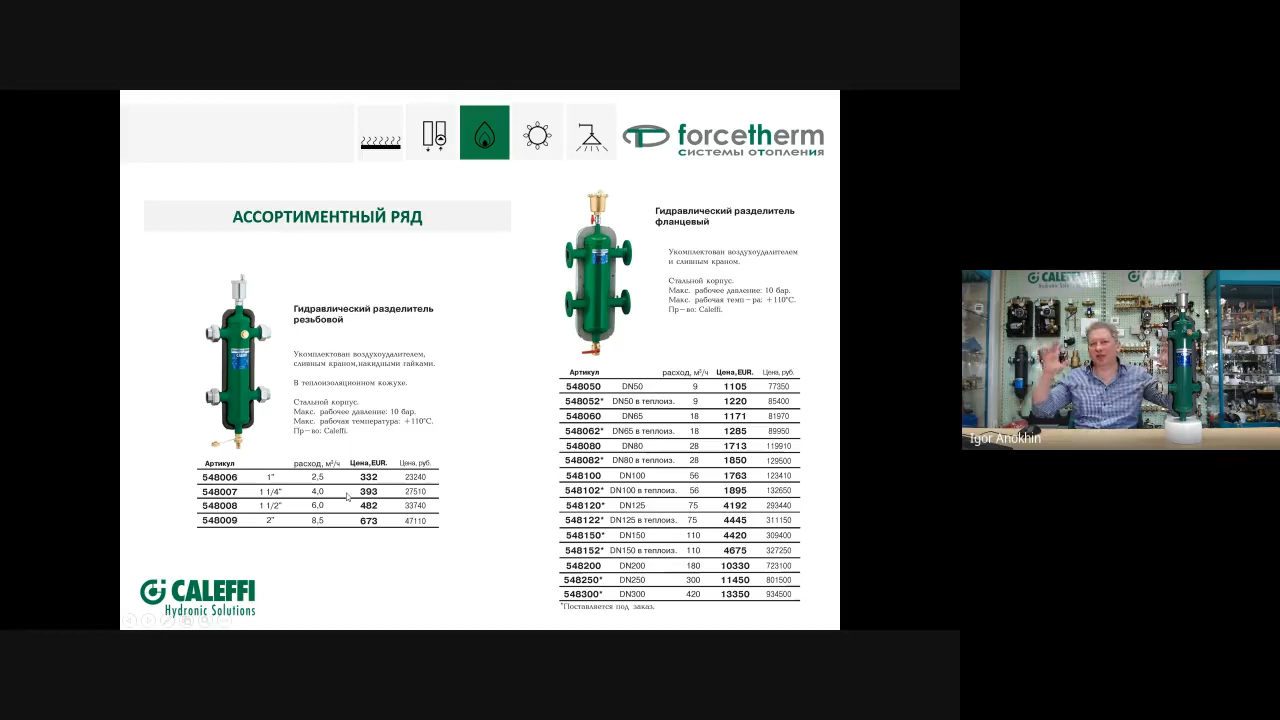 forcetherm
системы отопления
АССОРТИМЕНТНЫЙ РЯД
Гидравлический разделитель
резьбовой
Укомплектован воздухоудалителем,
сливным краном,накидными гайками.
В теплоизоляционном кожухе.
Стальной корпус.
Макс. рабочее давление: 10 бар.
Макс. рабочая температура: +110°С.
Пр-во: Caleffi.
Артикул расход, м³/ч Цена,EUR. Цена, руб.
548006 1" 2,5 332 23240
548007 1 1/4" 4,0 393 27510
548008 1 1/2" 6,0 482 33740
548009 2" 8,5 673 47110
CALEFFI
Hydronic Solutions
Гидравлический разделитель
фланцевый
Укомплектован воздухоудалителем
и сливным краном.
Стальной корпус.
Макс. рабочее давление: 10 бар.
Макс. рабочая темп-ра: +110°С.
Пр-во: Caleffi.
Артикул расход, м³/ч Цена,EUR. Цена, руб.
548050 DN50 9 1105 77350
548052* DN50 в теплоиз. 9 1220 85400
548060 DN65 18 1171 81970
548062* DN65 в теплоиз. 18 1285 89950
548080 DN80 28 1713 119910
548082* DN80 в теплоиз. 28 1850 129500
548100 DN100 56 1763 123410
548102* DN100 в теплоиз. 56 1895 132650
548120* DN125 75 4192 293440
548122* DN125 в теплоиз. 75 4445 311150
548150* DN150 110 4420 309400
548152* DN150 в теплоиз. 110 4675 327250
548200 DN200 180 10330 723100
548250* DN250 300 11450 801500
548300* DN300 420 13350 934500
*Поставляется под заказ.
CALEFFI
CALEFFI
Igor Anokhin